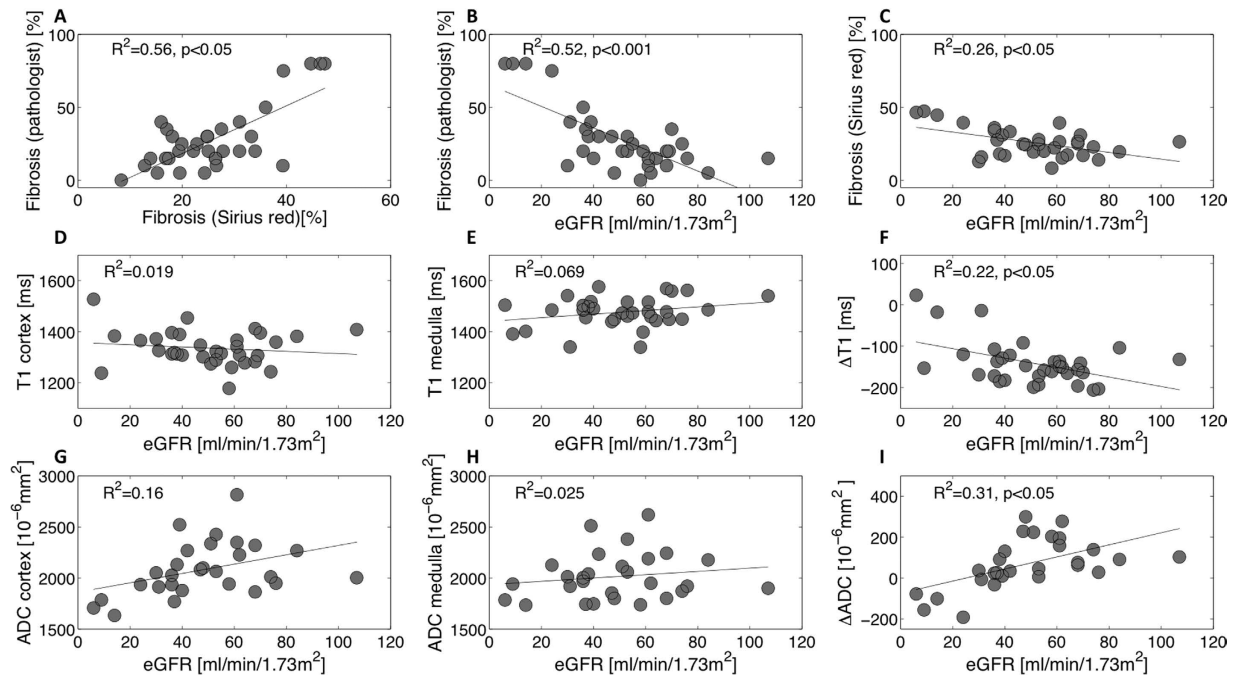 A
B
C
Fibrosis (pathologist) [%]
100
50
0
R²=0.56, p<0.05
0
20
40
60
Fibrosis (Sirius red)[%]
Fibrosis (pathologist) [%]
100
50
0
R²=0.52, p<0.001
0
20
40
60
80
100
120
eGFR [ml/min/1.73m²]
Fibrosis (Sirius red) [%]
100
50
0
R²=0.26, p<0.05
0
20
40
60
80
100
120
eGFR [ml/min/1.73m²]
D
E
F
T1 cortex [ms]
1600
1400
1200
R²=0.019
0
20
40
60
80
100
120
eGFR [ml/min/1.73m²]
T1 medulla [ms]
1600
1400
1200
R²=0.069
0
20
40
60
80
100
120
eGFR [ml/min/1.73m²]
ΔT1 [ms]
100
0
−100
−200
R²=0.22, p<0.05
0
20
40
60
80
100
120
eGFR [ml/min/1.73m²]
G
H
I
ADC cortex [10⁻⁶mm²]
3000
2500
2000
1500
R²=0.16
0
20
40
60
80
100
120
eGFR [ml/min/1.73m²]
ADC medulla [10⁻⁶mm²]
3000
2500
2000
1500
R²=0.025
0
20
40
60
80
100
120
eGFR [ml/min/1.73m²]
ΔADC [10⁻⁶mm²]
400
200
0
−200
R²=0.31, p<0.05
0
20
40
60
80
100
120
eGFR [ml/min/1.73m²]